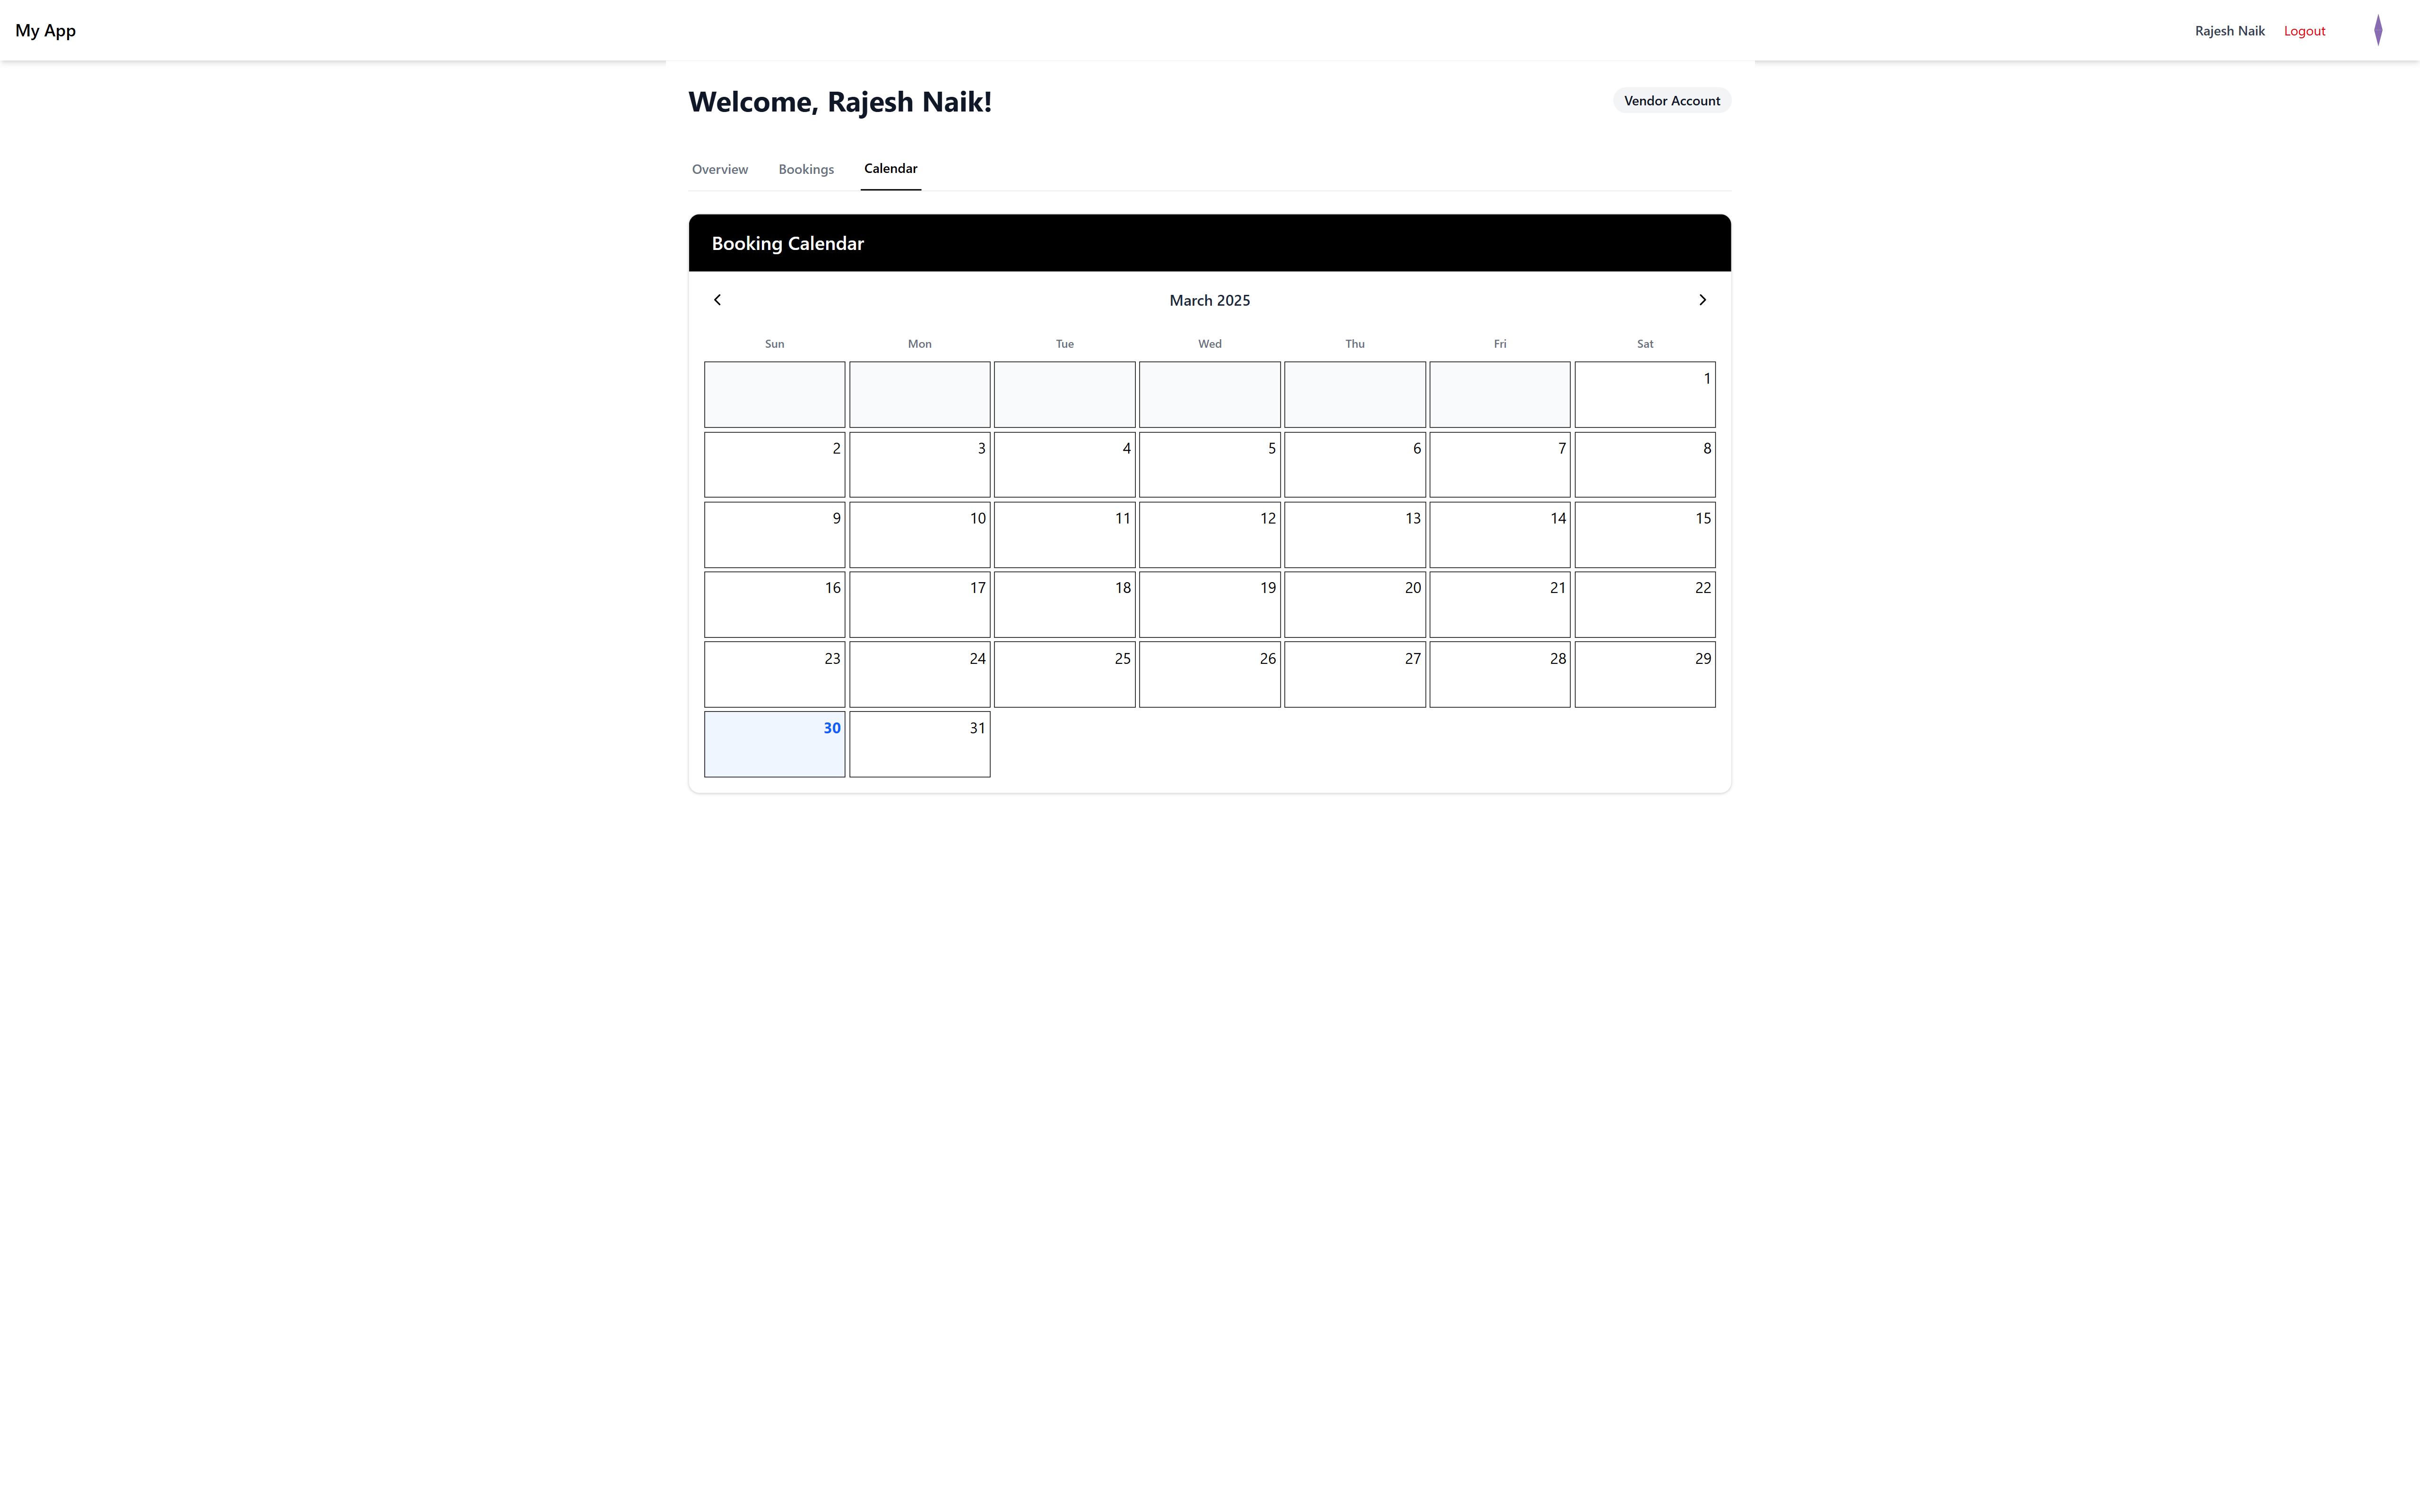 My App
Rajesh Naik Logout
Welcome, Rajesh Naik!
Vendor Account
Overview Bookings Calendar
Booking Calendar
March 2025
Sun Mon Tue Wed Thu Fri Sat
1
2 3 4 5 6 7 8
9 10 11 12 13 14 15
16 17 18 19 20 21 22
23 24 25 26 27 28 29
30 31